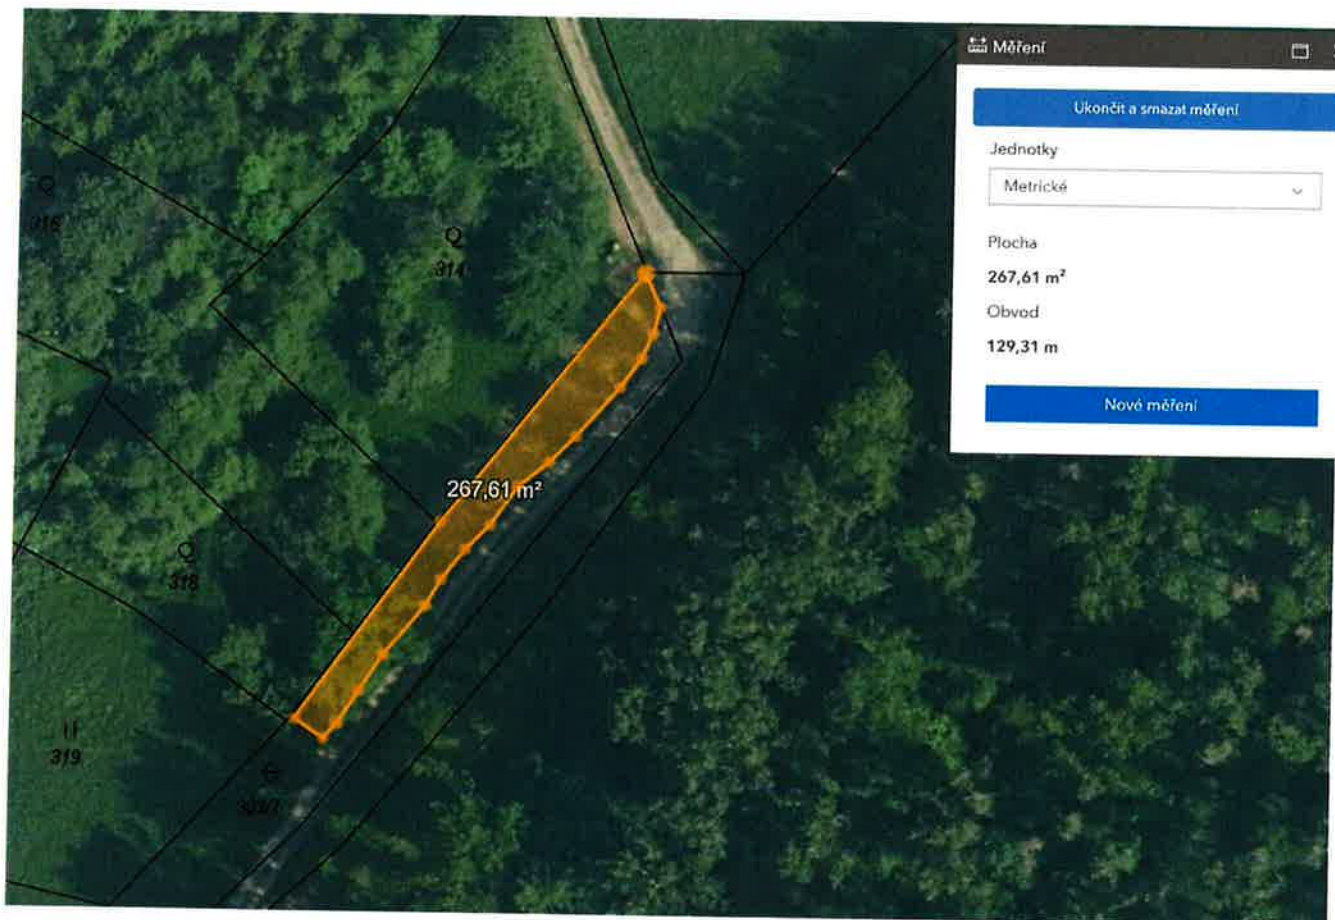 Měření
Ukončit a smazat měření
Jednotky
Metrické
Plocha
267,61 m²
Obvod
129,31 m
Nové měření
316
314
267,61 m²
318
319